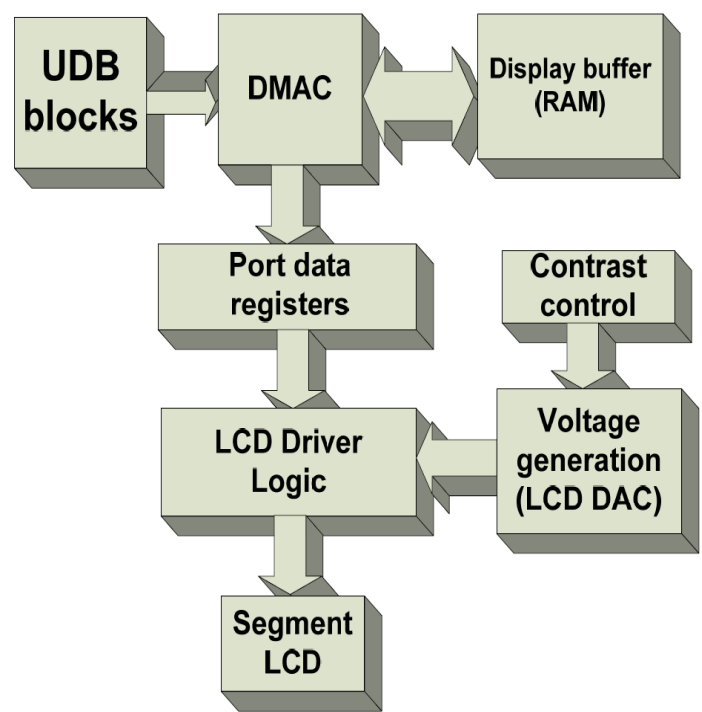 UDB
blocks
DMAC
Display buffer
(RAM)
Port data
registers
Contrast
control
LCD Driver
Logic
Voltage
generation
(LCD DAC)
Segment
LCD